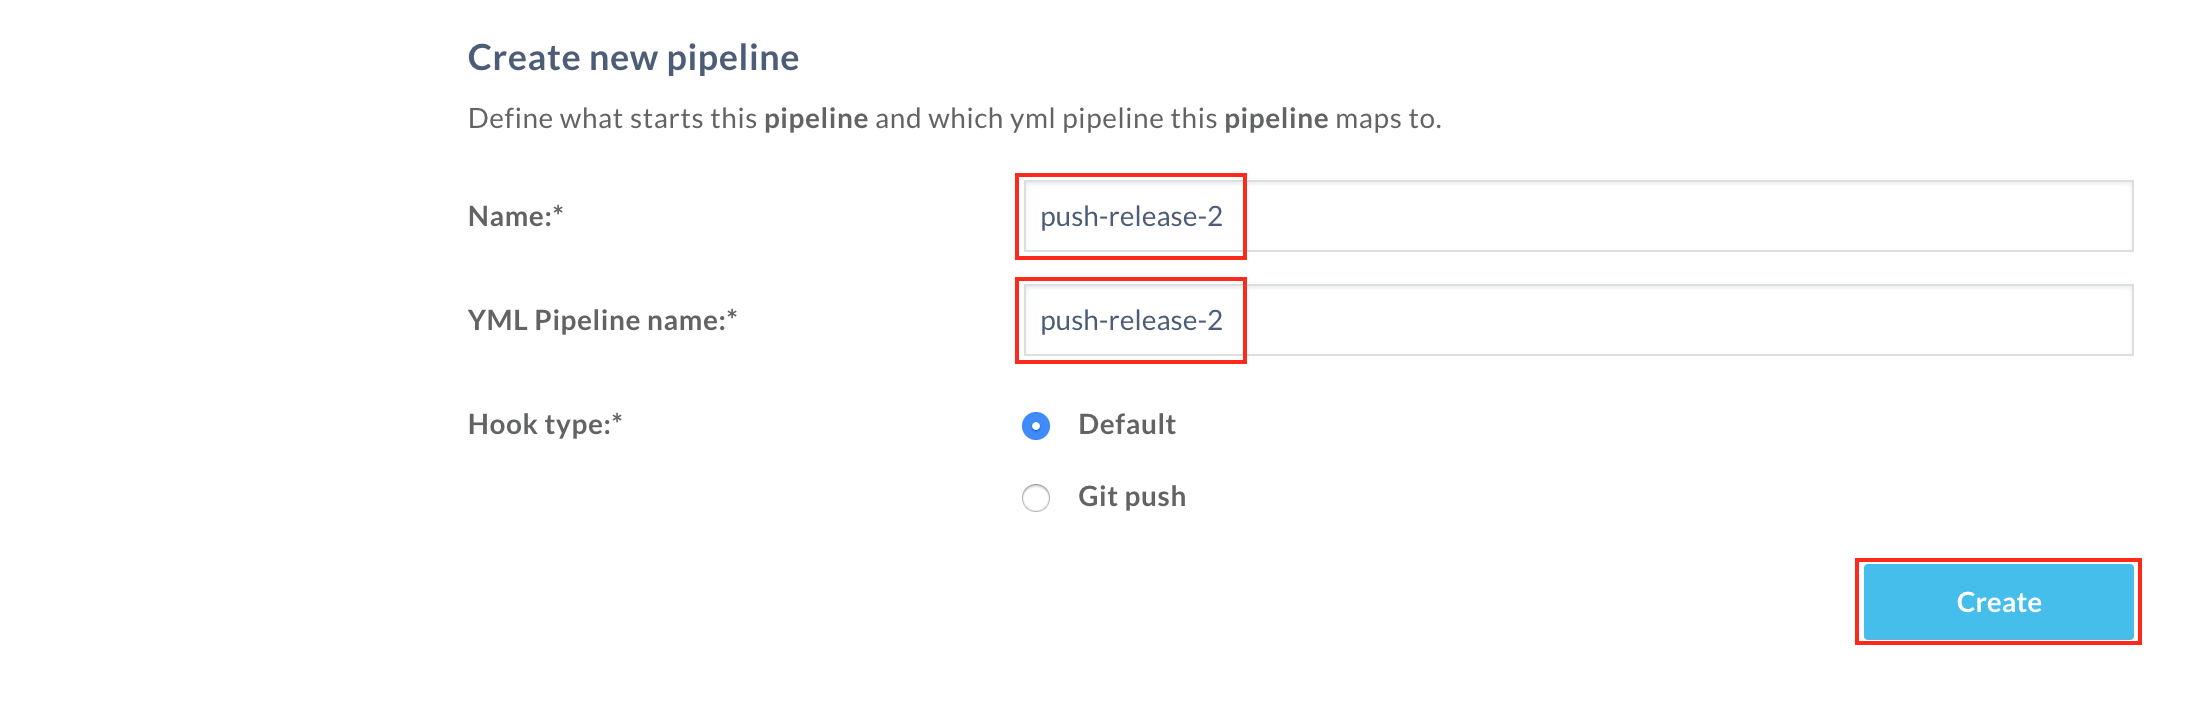 Create new pipeline
Define what starts this pipeline and which yml pipeline this pipeline maps to.
Name:* push-release-2
YML Pipeline name:* push-release-2
Hook type:* Default
Git push
Create